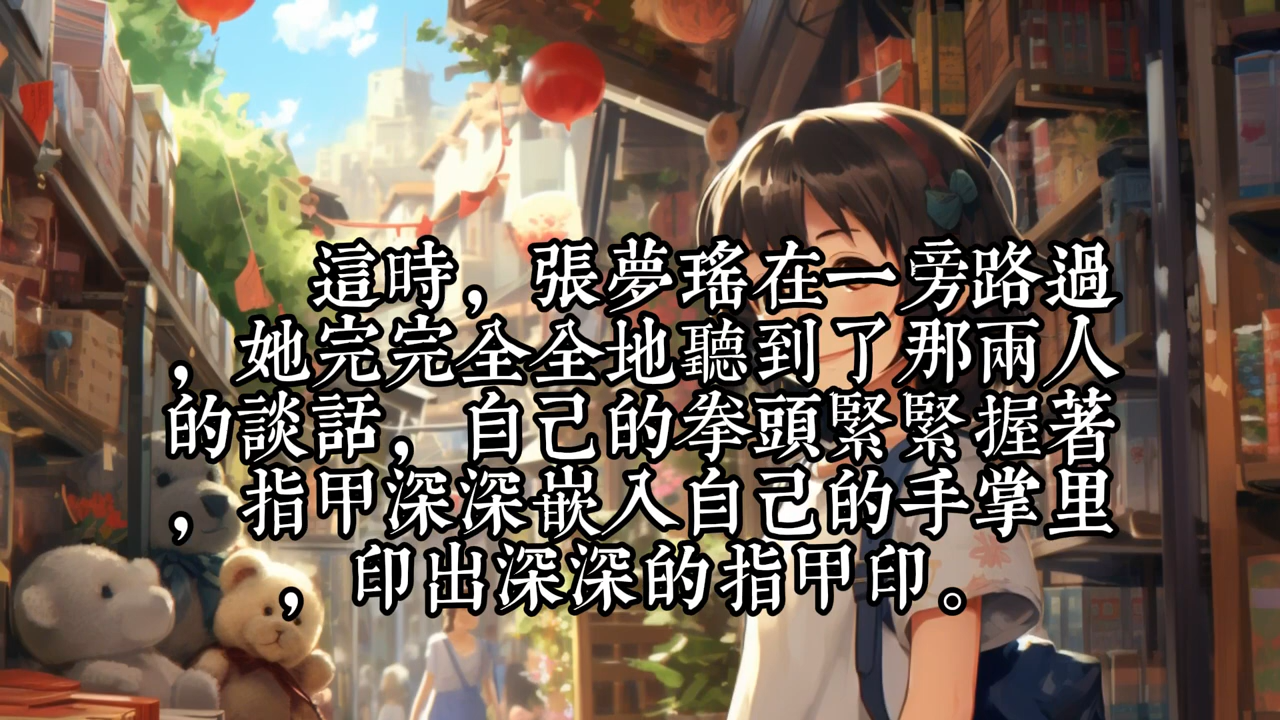 這時，張夢瑤在一旁路過
，她完完全全地聽到了那兩人
的談話，自己的拳頭緊緊握著
，指甲深深嵌入自己的手掌里
，印出深深的指甲印。